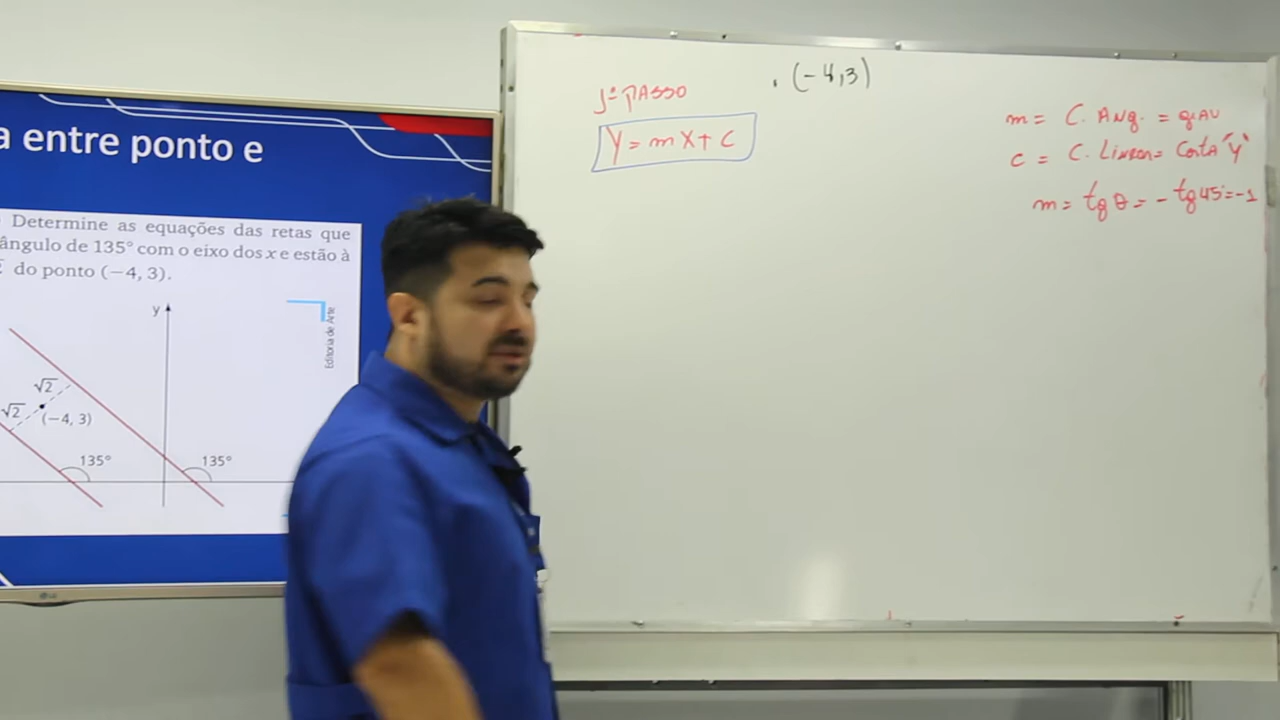 a entre ponto e
Determine as equações das retas que
ângulo de 135° com o eixo dos x e estão à
do ponto (−4, 3).
y
Editoria de Arte
√2
√2
(−4, 3)
135°
135°
LG
1º PASSO
Y = mX + C
. (-4,3)
m = C. Ang. = grau
c = C. Linear = Corta "y"
m = tg θ = - tg 45° = -1